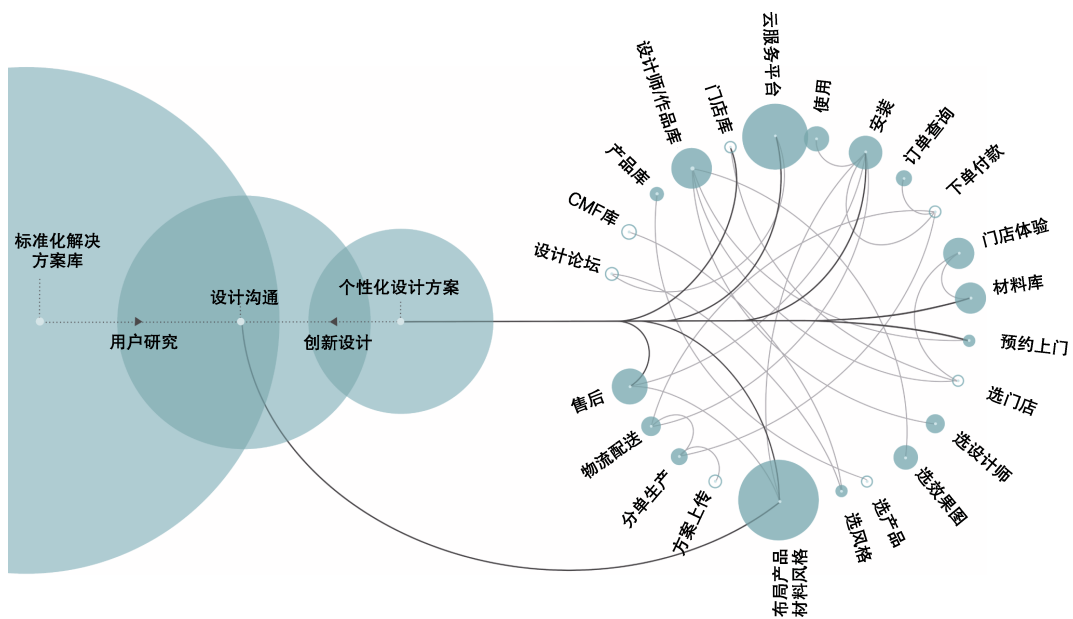 标准化解决
方案库
用户研究
设计沟通
创新设计
个性化设计方案
设计论坛
CMF库
产品库
设计师/作品库
门店库
云服务平台
使用
安装
订单查询
下单付款
门店体验
材料库
预约上门
选门店
选设计师
选效果图
选产品
选风格
布局产品
材料风格
方案上传
分单生产
物流配送
售后